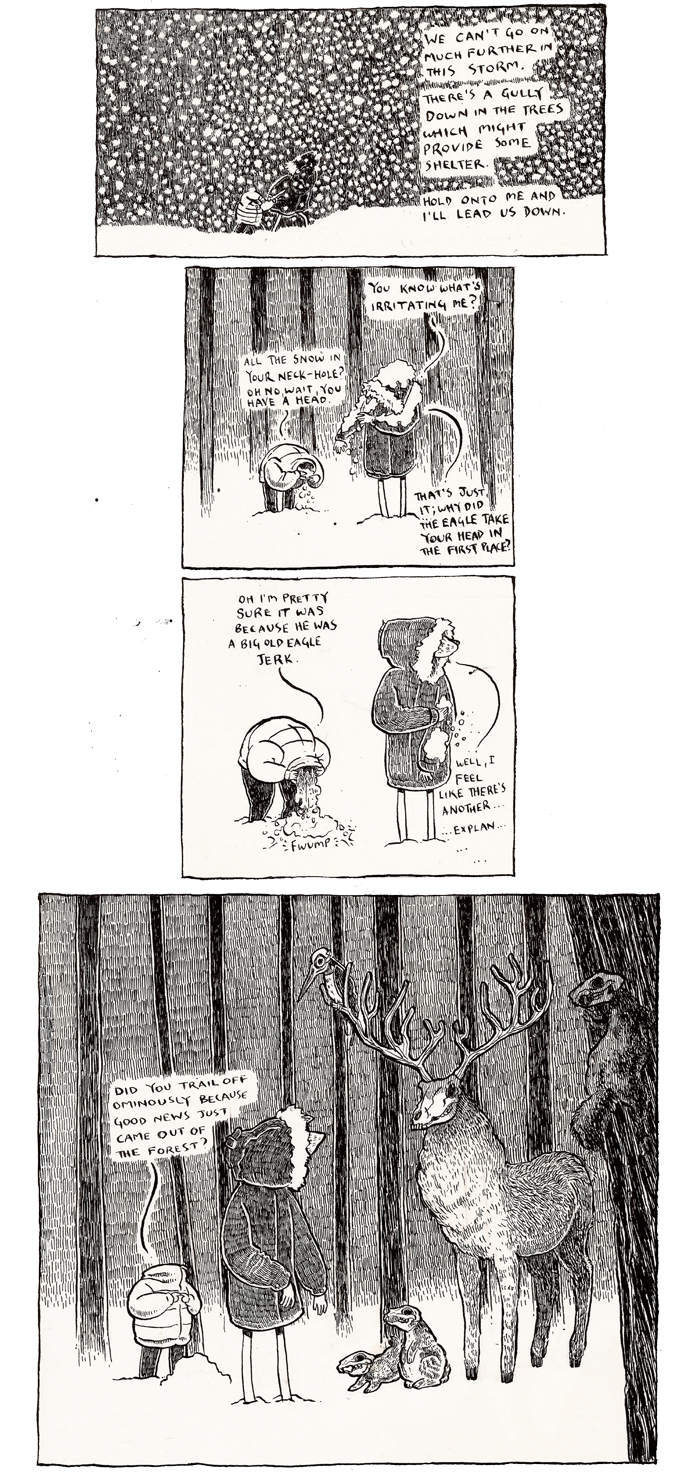 WE CAN'T GO ON
MUCH FURTHER IN
THIS STORM.
THERE'S A GULLY
DOWN IN THE TREES
WHICH MIGHT
PROVIDE SOME
SHELTER.
HOLD ONTO ME AND
I'LL LEAD US DOWN.
YOU KNOW WHAT'S
IRRITATING ME?
ALL THE SNOW IN
YOUR NECK-HOLE?
OH NO, WAIT, YOU
HAVE A HEAD.
THAT'S JUST
IT; WHY DID
THE EAGLE TAKE
YOUR HEAD IN
THE FIRST PLACE?
OH I'M PRETTY
SURE IT WAS
BECAUSE HE WAS
A BIG OLD EAGLE
JERK.
WELL, I
FEEL
LIKE THERE'S
ANOTHER...
...EXPLAN...
...
...
FWUMP
DID YOU TRAIL OFF
OMINOUSLY BECAUSE
GOOD NEWS JUST
CAME OUT OF
THE FOREST?